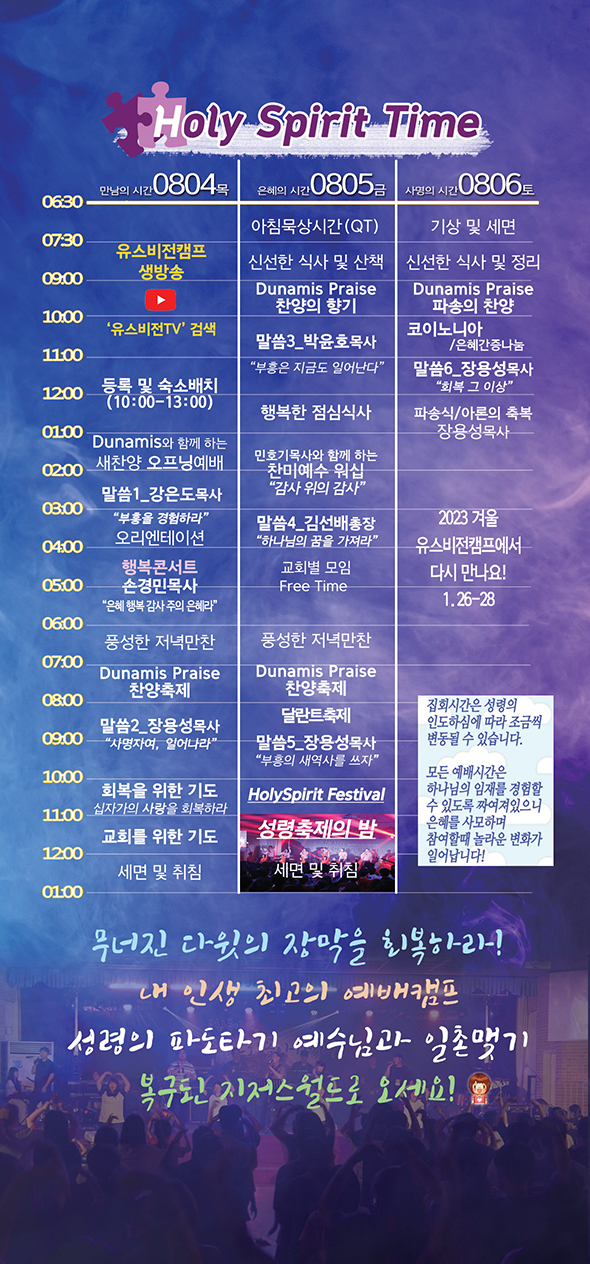 Holy Spirit Time
만남의 시간 0804목
은혜의 시간 0805금
사명의 시간 0806토
06:30
07:30
09:00
10:00
11:00
12:00
01:00
02:00
03:00
04:00
05:00
06:00
07:00
08:00
09:00
10:00
11:00
12:00
01:00
유스비전캠프
생방송
‘유스비전TV’ 검색
등록 및 숙소배치
(10:00-13:00)
Dunamis와 함께 하는
새찬양 오프닝예배
말씀1_강은도목사
“부흥을 경험하라”
오리엔테이션
행복콘서트
손경민목사
“은혜 행복 감사 주의 은혜라”
풍성한 저녁만찬
Dunamis Praise
찬양축제
말씀2_장용성목사
“사명자여, 일어나라”
회복을 위한 기도
십자가의 사랑을 회복하라
교회를 위한 기도
세면 및 취침
아침묵상시간(QT)
신선한 식사 및 산책
Dunamis Praise
찬양의 향기
말씀3_박윤호목사
“부흥은 지금도 일어난다”
행복한 점심식사
민호기목사와 함께 하는
찬미예수 워십
“감사 위의 감사”
말씀4_김선배총장
“하나님의 꿈을 가져라”
교회별 모임
Free Time
풍성한 저녁만찬
Dunamis Praise
찬양축제
달란트축제
말씀5_장용성목사
“부흥의 새역사를 쓰자”
HolySpirit Festival
성령축제의 밤
세면 및 취침
기상 및 세면
신선한 식사 및 정리
Dunamis Praise
파송의 찬양
코이노니아
/은혜간증나눔
말씀6_장용성목사
“회복 그 이상”
파송식/아론의 축복
장용성목사
2023 겨울
유스비전캠프에서
다시 만나요!
1. 26-28
집회시간은 성령의
인도하심에 따라 조금씩
변동될 수 있습니다.
모든 예배시간은
하나님의 임재를 경험할
수 있도록 짜여져있으니
은혜를 사모하며
참여할때 놀라운 변화가
일어납니다!
무너진 다윗의 장막을 회복하라!
내 인생 최고의 예배캠프
성령의 파도타기 예수님과 일촌맺기
복구도난 지저스월드로 오세요!